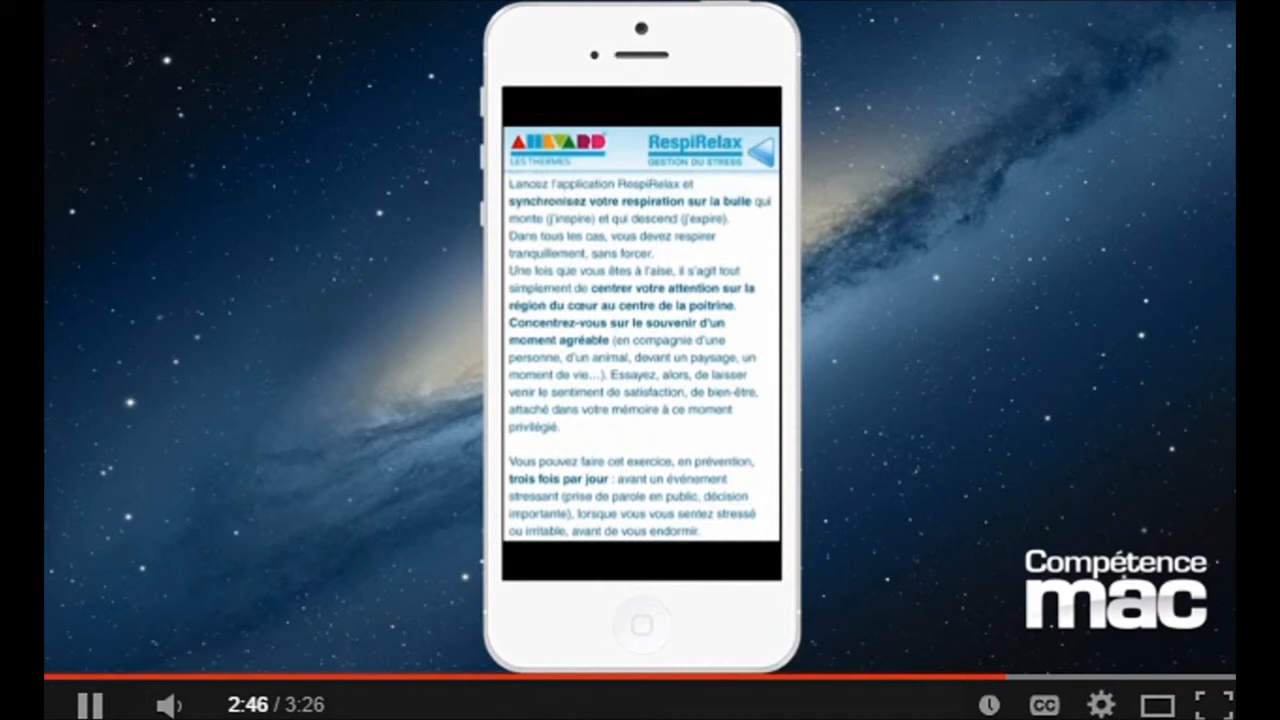 ALLEVARD
LES THERMES
RespiRelax
GESTION DU STRESS
Lancez l'application RespiRelax et
synchronisez votre respiration sur la bulle qui
monte (j'inspire) et qui descend (j'expire).
Dans tous les cas, vous devez respirer
tranquillement, sans forcer.
Une fois que vous êtes à l'aise, il s'agit tout
simplement de centrer votre attention sur la
région du cœur au centre de la poitrine.
Concentrez-vous sur le souvenir d'un
moment agréable (en compagnie d'une
personne, d'un animal, devant un paysage, un
moment de vie...). Essayez, alors, de laisser
venir le sentiment de satisfaction, de bien-être,
attaché dans votre mémoire à ce moment
privilégié.
Vous pouvez faire cet exercice, en prévention,
trois fois par jour : avant un événement
stressant (prise de parole en public, décision
importante), lorsque vous vous sentez stressé
ou irritable, avant de vous endormir.
Compétence
mac
2:46 / 3:26
CC